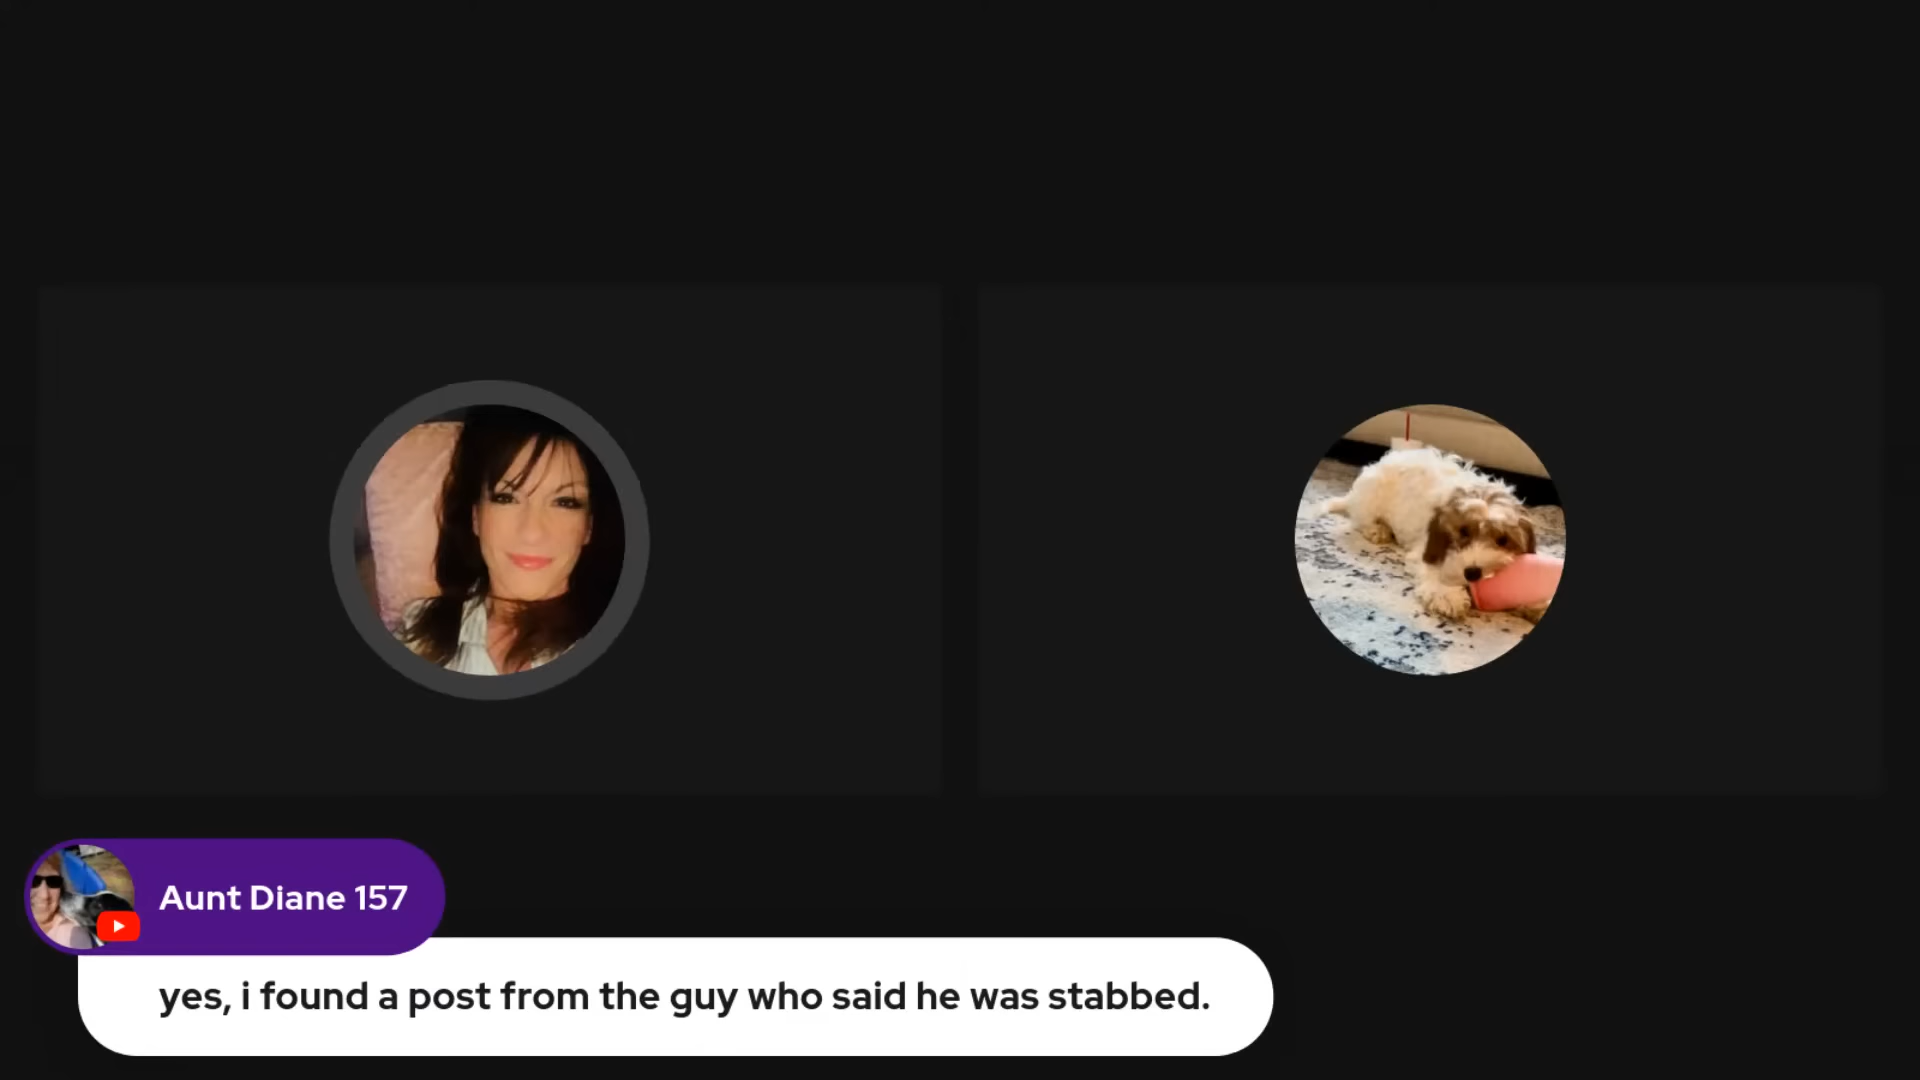 Aunt Diane 157
yes, i found a post from the guy who said he was stabbed.